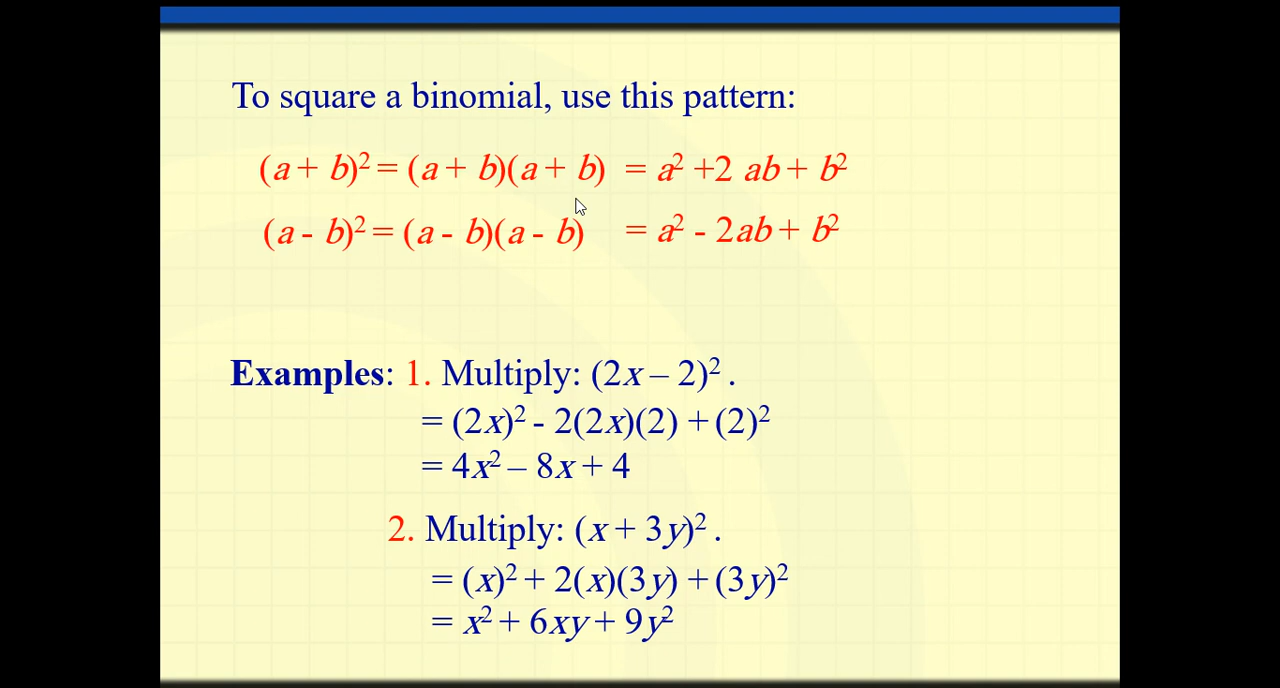 To square a binomial, use this pattern:
(a + b)² = (a + b)(a + b) = a² +2 ab + b²
(a - b)² = (a - b)(a - b) = a² - 2ab + b²
Examples: 1. Multiply: (2x – 2)² .
= (2x)² - 2(2x)(2) + (2)²
= 4x² – 8x + 4
2. Multiply: (x + 3y)² .
= (x)² + 2(x)(3y) + (3y)²
= x² + 6xy + 9y²